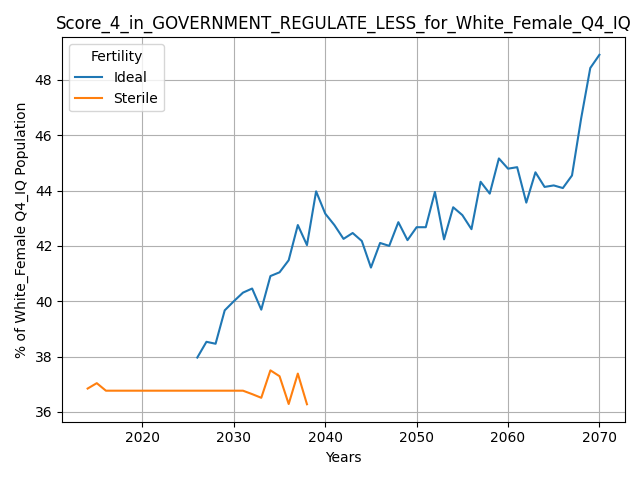 Score_4_in_GOVERNMENT_REGULATE_LESS_for_White_Female_Q4_IQ
Fertility
Ideal
Sterile
% of White_Female Q4_IQ Population
48
46
44
42
40
38
36
2020
2030
2040
2050
2060
2070
Years